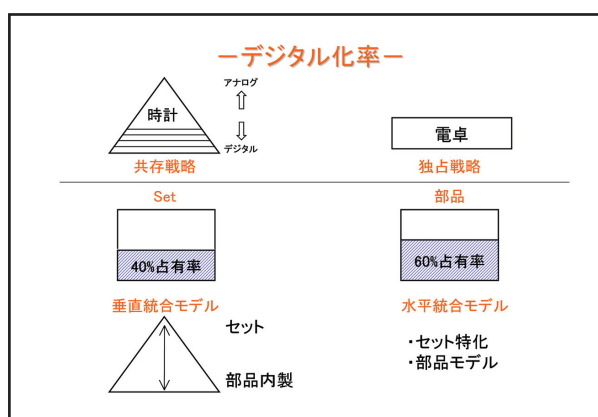 －デジタル化率－
アナログ
時計
デジタル
共存戦略
電卓
独占戦略
Set
部品
40%占有率
60%占有率
垂直統合モデル
水平統合モデル
セット
部品内製
・セット特化
・部品モデル